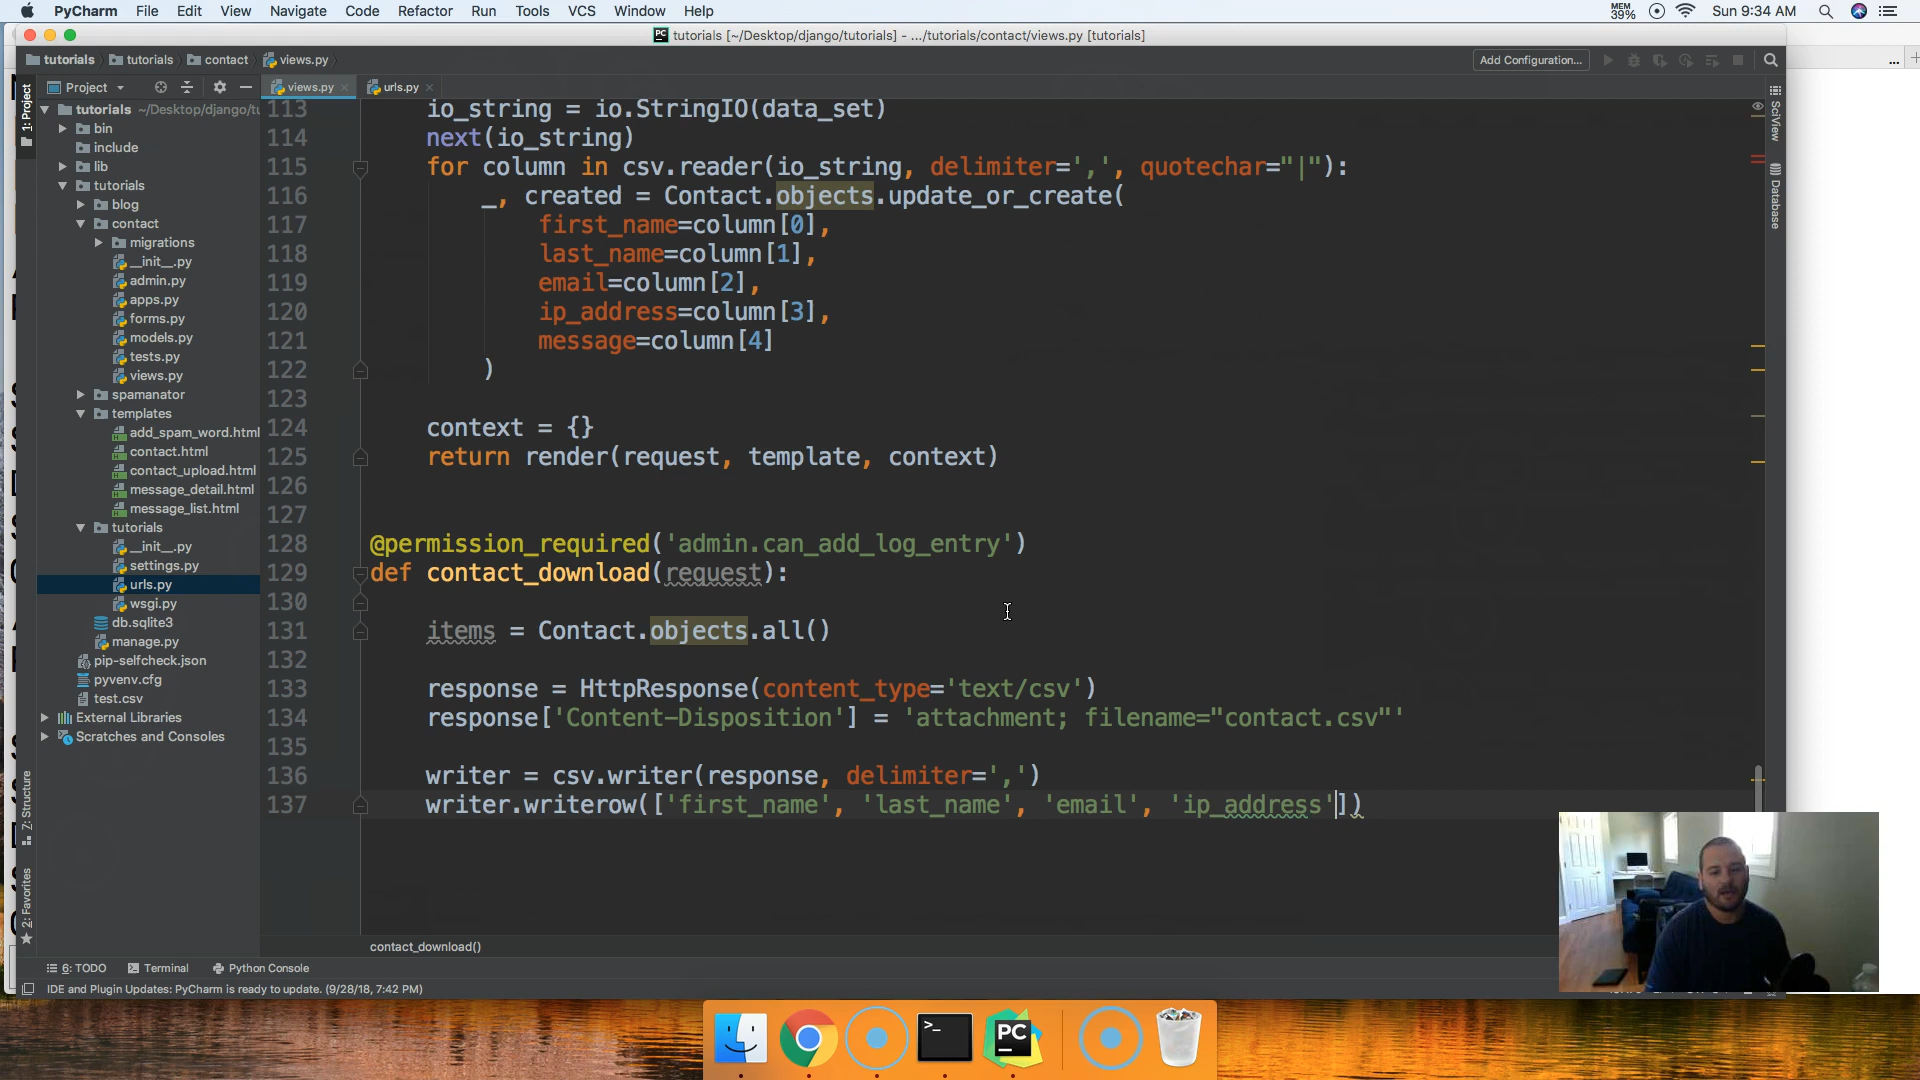 PyCharm File Edit View Navigate Code Refactor Run Tools VCS Window Help
MEM 39% Sun 9:34 AM
tutorials [~/Desktop/django/tutorials] - .../tutorials/contact/views.py [tutorials]
tutorials tutorials contact views.py
Add Configuration...
Project
views.py
urls.py
1: Project
7: Structure
2: Favorites
SciView
Database
tutorials ~/Desktop/django/tu
bin
include
lib
tutorials
blog
contact
migrations
__init__.py
admin.py
apps.py
forms.py
models.py
tests.py
views.py
spamanator
templates
add_spam_word.html
contact.html
contact_upload.html
message_detail.html
message_list.html
tutorials
__init__.py
settings.py
urls.py
wsgi.py
db.sqlite3
manage.py
pip-selfcheck.json
pyvenv.cfg
test.csv
External Libraries
Scratches and Consoles
113 io_string = io.StringIO(data_set)
114 next(io_string)
115 for column in csv.reader(io_string, delimiter=',', quotechar="|"):
116 _, created = Contact.objects.update_or_create(
117 first_name=column[0],
118 last_name=column[1],
119 email=column[2],
120 ip_address=column[3],
121 message=column[4]
122 )
123
124 context = {}
125 return render(request, template, context)
126
127
128 @permission_required('admin.can_add_log_entry')
129 def contact_download(request):
130
131 items = Contact.objects.all()
132
133 response = HttpResponse(content_type='text/csv')
134 response['Content-Disposition'] = 'attachment; filename="contact.csv"'
135
136 writer = csv.writer(response, delimiter=',')
137 writer.writerow(['first_name', 'last_name', 'email', 'ip_address'])
contact_download()
6: TODO Terminal Python Console
IDE and Plugin Updates: PyCharm is ready to update. (9/28/18, 7:42 PM)
>_
PC